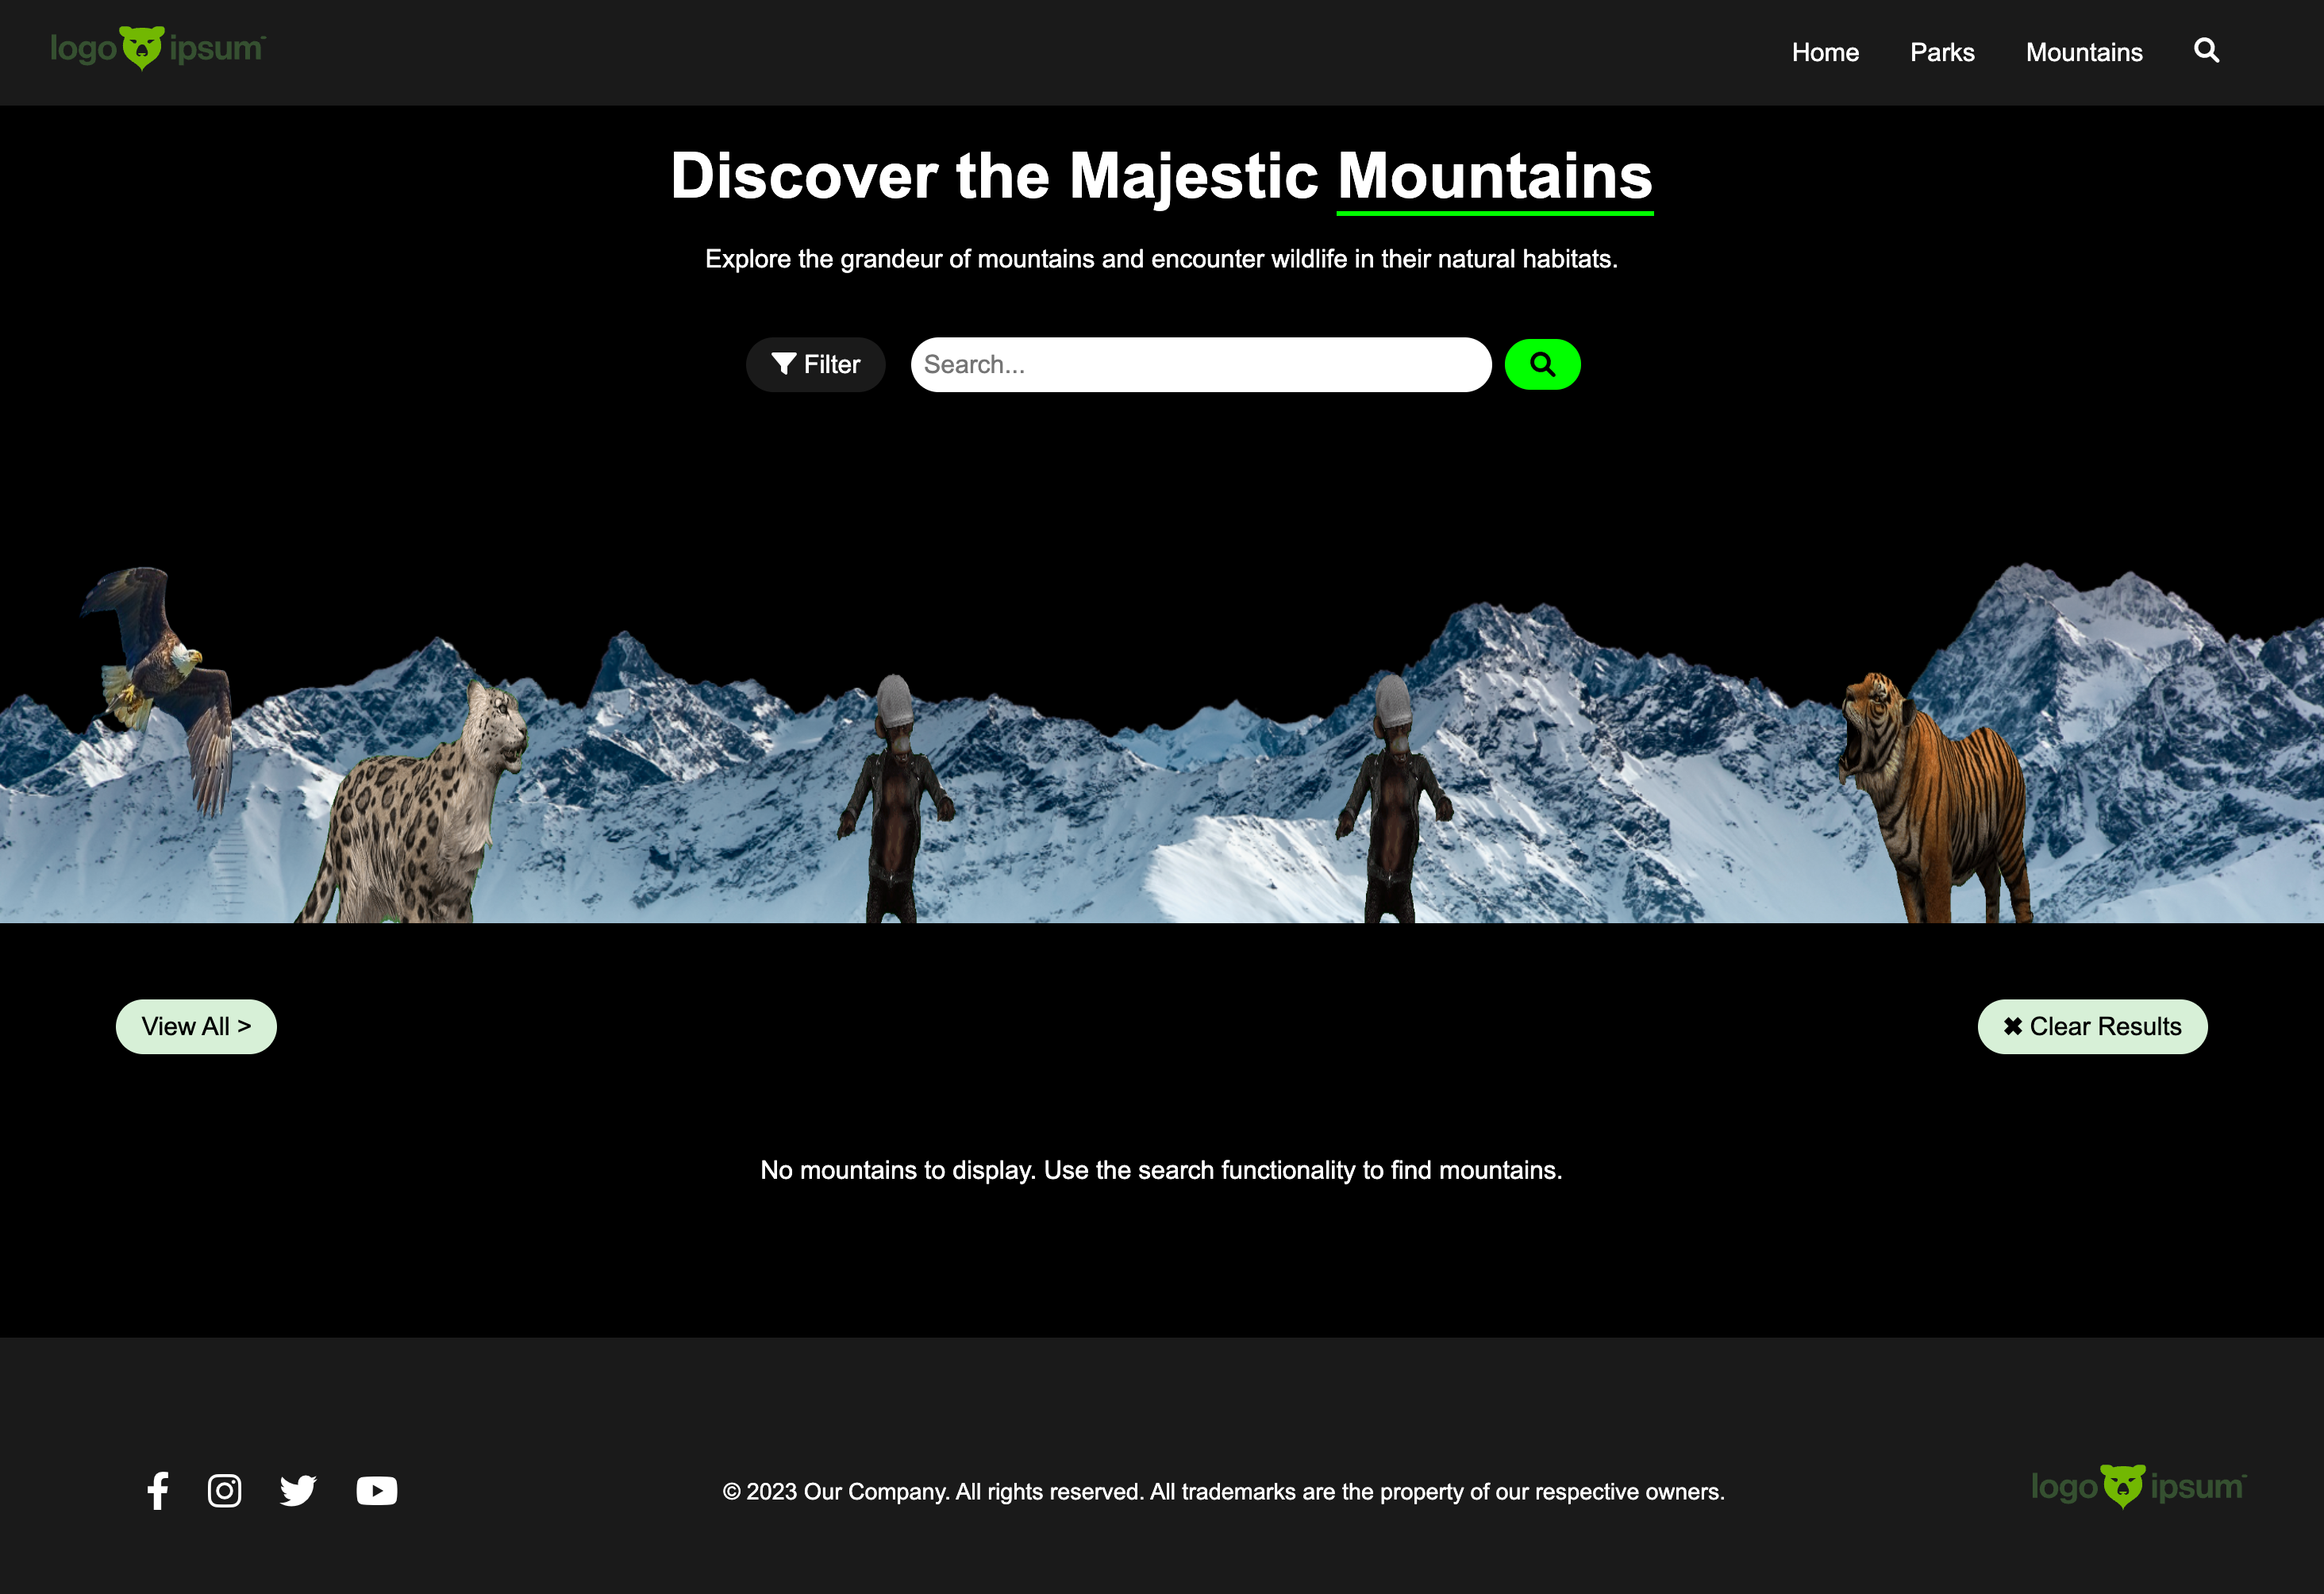 logo ipsum
Home Parks Mountains
Discover the Majestic Mountains
Explore the grandeur of mountains and encounter wildlife in their natural habitats.
Filter Search...
View All >
✖ Clear Results
No mountains to display. Use the search functionality to find mountains.
© 2023 Our Company. All rights reserved. All trademarks are the property of our respective owners.
logo ipsum